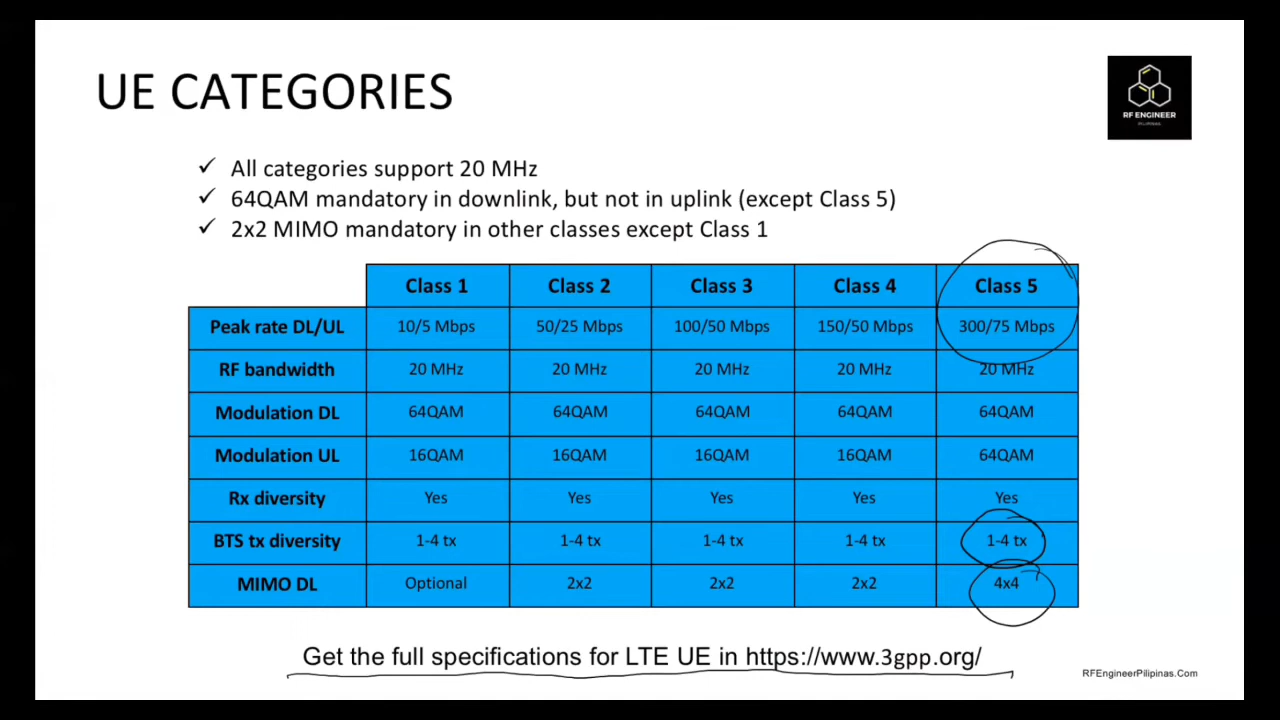 UE CATEGORIES
RF ENGINEER
PILIPINAS
✓ All categories support 20 MHz
✓ 64QAM mandatory in downlink, but not in uplink (except Class 5)
✓ 2x2 MIMO mandatory in other classes except Class 1
Class 1 Class 2 Class 3 Class 4 Class 5
Peak rate DL/UL 10/5 Mbps 50/25 Mbps 100/50 Mbps 150/50 Mbps 300/75 Mbps
RF bandwidth 20 MHz 20 MHz 20 MHz 20 MHz 20 MHz
Modulation DL 64QAM 64QAM 64QAM 64QAM 64QAM
Modulation UL 16QAM 16QAM 16QAM 16QAM 64QAM
Rx diversity Yes Yes Yes Yes Yes
BTS tx diversity 1-4 tx 1-4 tx 1-4 tx 1-4 tx 1-4 tx
MIMO DL Optional 2x2 2x2 2x2 4x4
Get the full specifications for LTE UE in https://www.3gpp.org/
RFEngineerPilipinas.Com